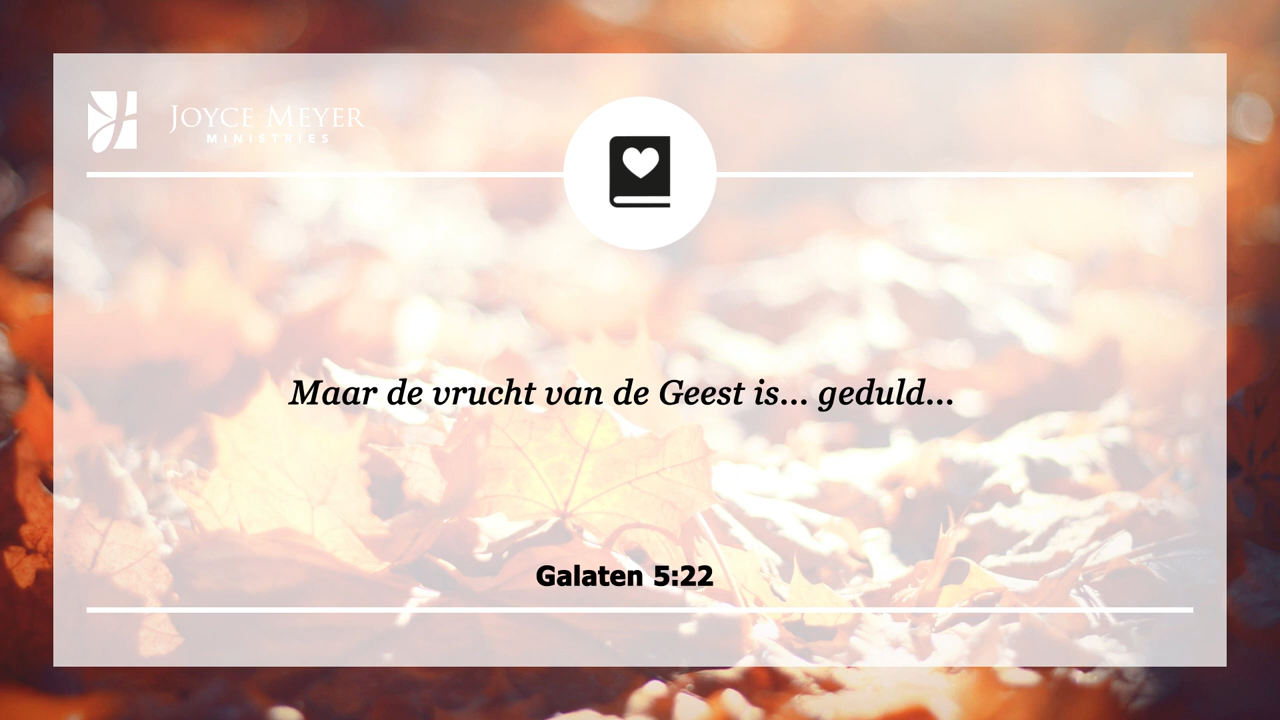 JOYCE MEYER
MINISTRIES
Maar de vrucht van de Geest is... geduld...
Galaten 5:22